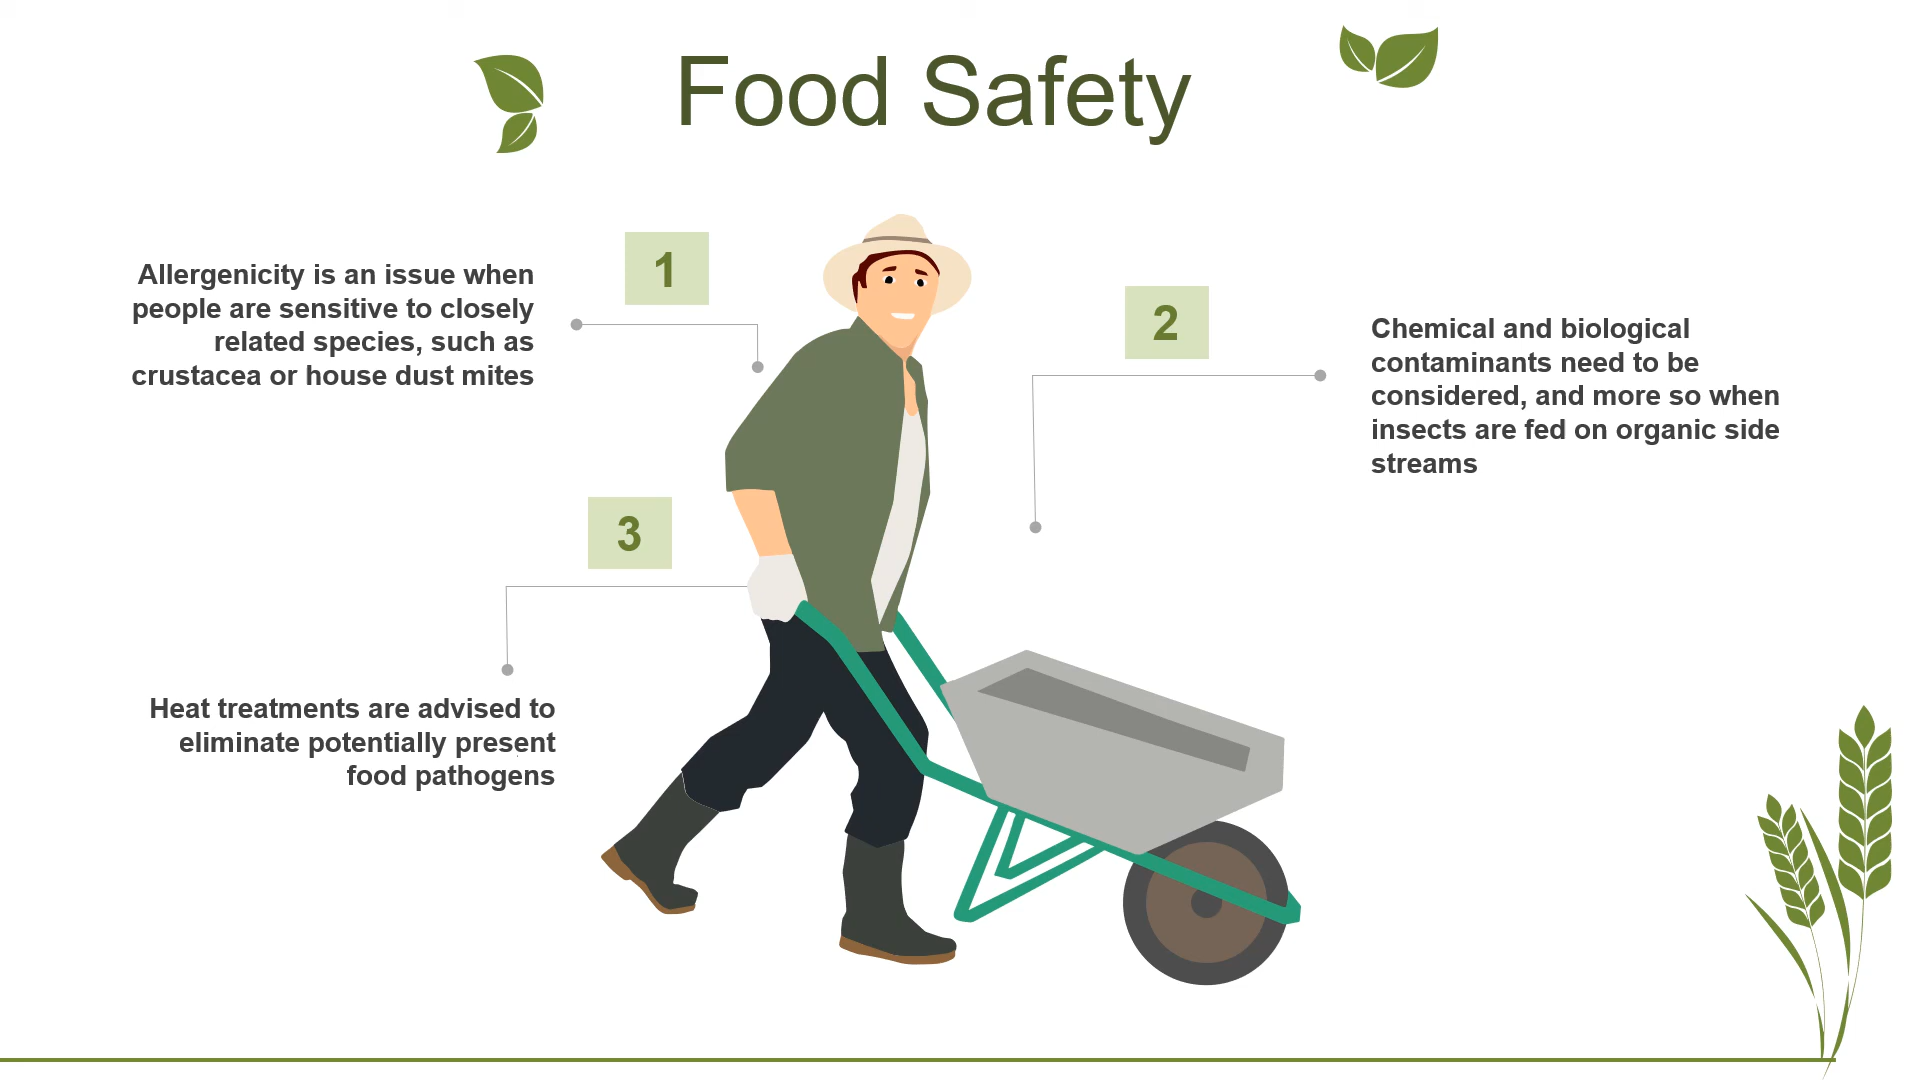 Food Safety
1
Allergenicity is an issue when
people are sensitive to closely
related species, such as
crustacea or house dust mites
2
Chemical and biological
contaminants need to be
considered, and more so when
insects are fed on organic side
streams
3
Heat treatments are advised to
eliminate potentially present
food pathogens